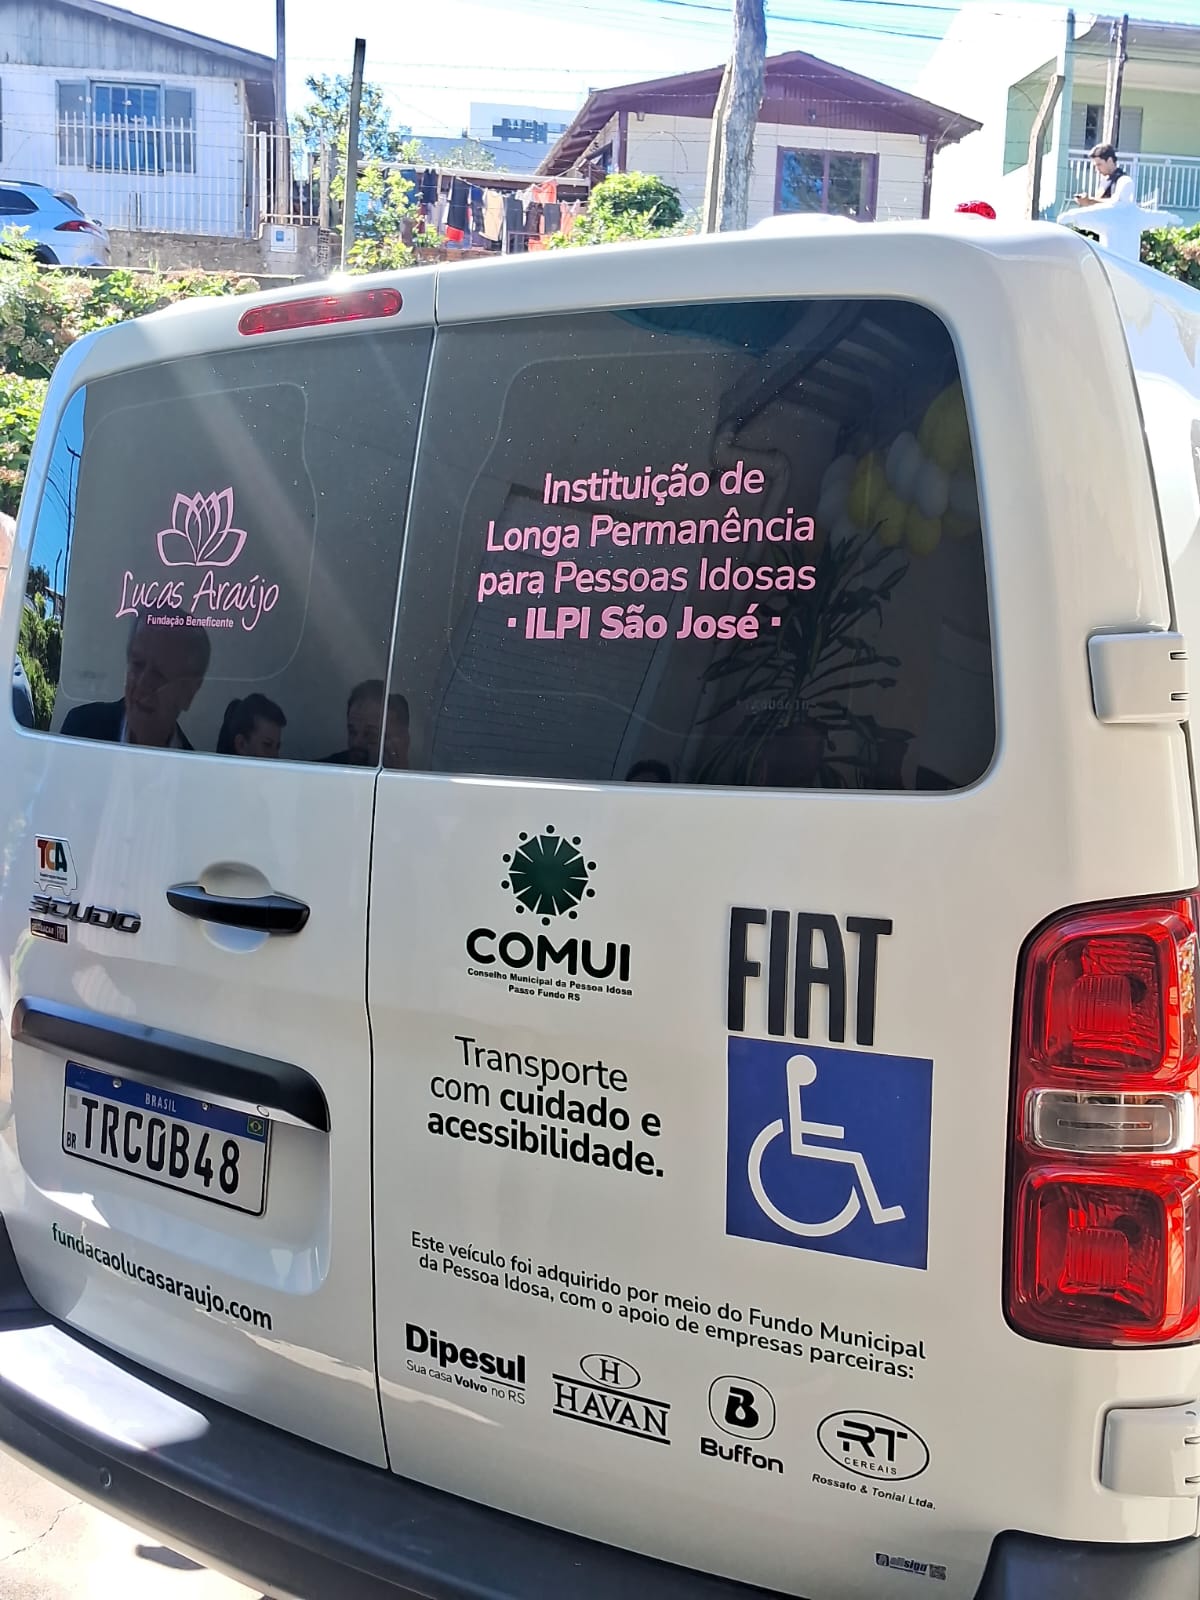 Lucas Araújo
Fundação Beneficente
Instituição de
Longa Permanência
para Pessoas Idosas
· ILPI São José ·
TCA
SCUDO
FIAT
COMUI
Conselho Municipal da Pessoa Idosa
Passo Fundo RS
FIAT
Transporte
com cuidado e
acessibilidade.
BRASIL
BR
TRC0B48
fundacaolucasaraujo.com
Este veículo foi adquirido por meio do Fundo Municipal
da Pessoa Idosa, com o apoio de empresas parceiras:
Dipesul
Sua casa Volvo no RS
H
HAVAN
B
Buffon
RT
CEREAIS
Rossato & Tonial Ltda.
allsign